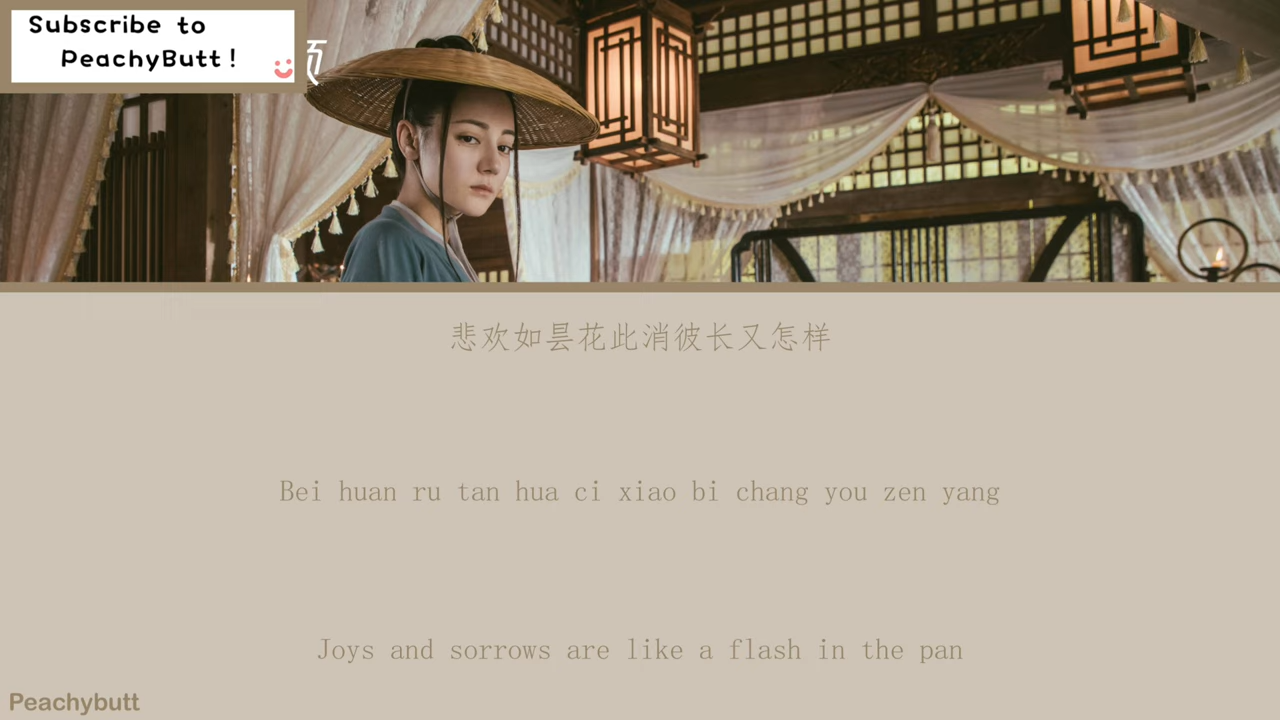 Subscribe to
PeachyButt!
悲欢如昙花此消彼长又怎样
Bei huan ru tan hua ci xiao bi chang you zen yang
Joys and sorrows are like a flash in the pan
Peachybutt